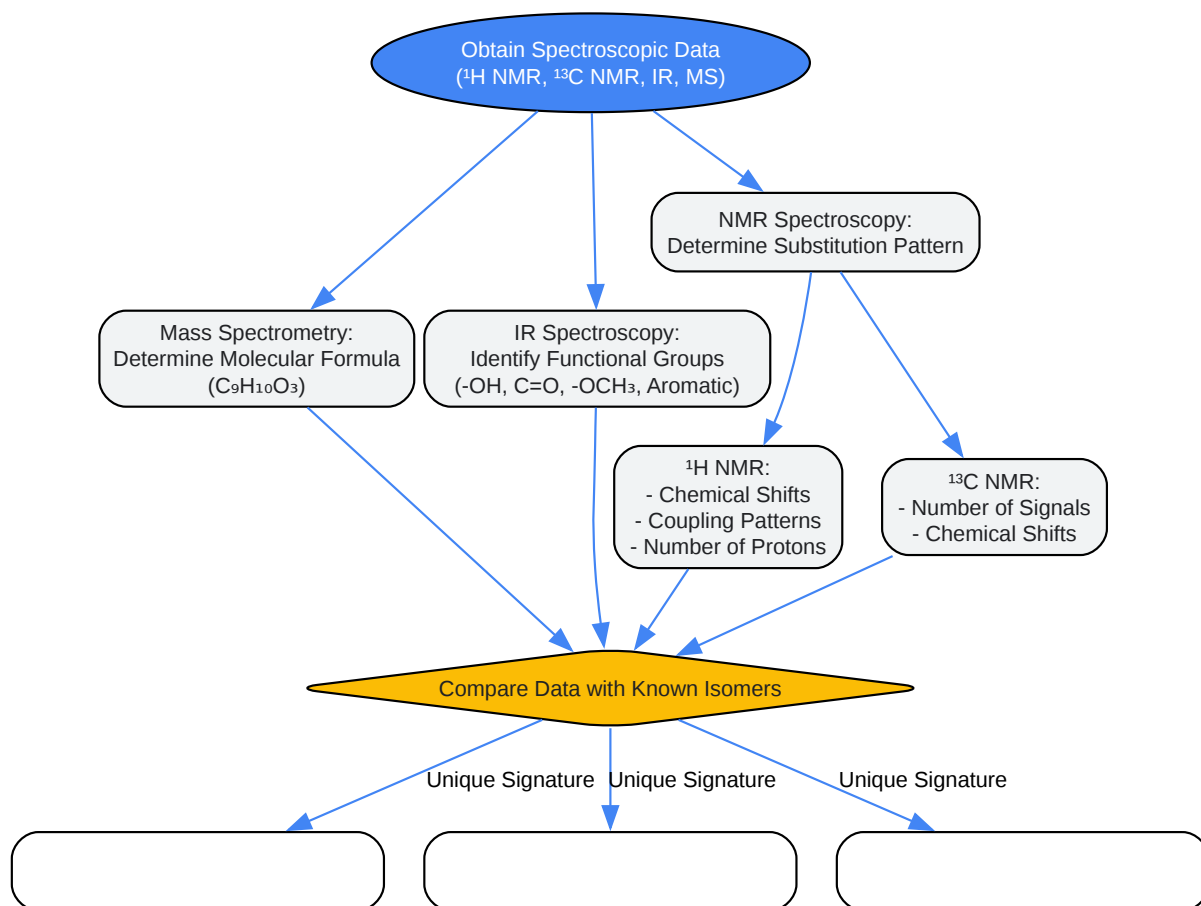 Obtain Spectroscopic Data
(¹H NMR, ¹³C NMR, IR, MS)
NMR Spectroscopy:
Determine Substitution Pattern
Mass Spectrometry:
Determine Molecular Formula
(C₉H₁₀O₃)
IR Spectroscopy:
Identify Functional Groups
(-OH, C=O, -OCH₃, Aromatic)
¹H NMR:
- Chemical Shifts
- Coupling Patterns
- Number of Protons
¹³C NMR:
- Number of Signals
- Chemical Shifts
Compare Data with Known Isomers
Unique Signature
Unique Signature
Unique Signature